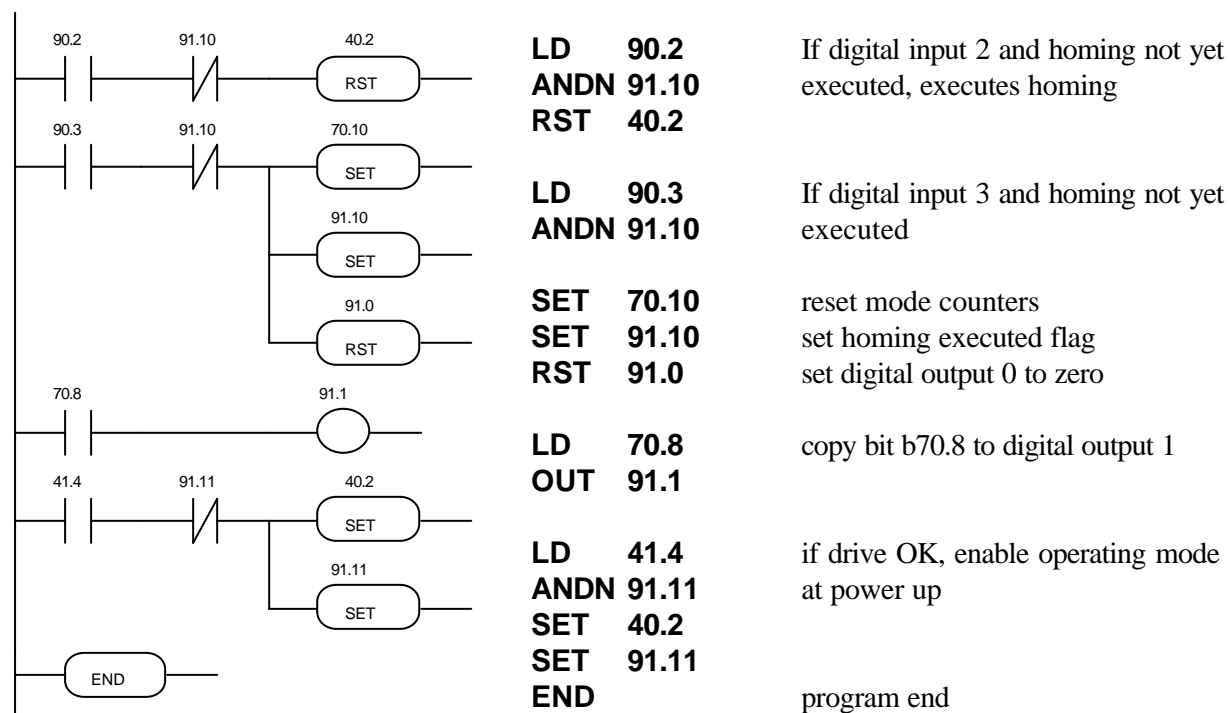 90.2 91.10 40.2
RST
90.3 91.10 70.10
SET
91.10
SET
91.0
RST
70.8 91.1
41.4 91.11 40.2
SET
91.11
SET
END
LD 90.2 If digital input 2 and homing not yet
ANDN 91.10 executed, executes homing
RST 40.2
LD 90.3 If digital input 3 and homing not yet
ANDN 91.10 executed
SET 70.10 reset mode counters
SET 91.10 set homing executed flag
RST 91.0 set digital output 0 to zero
LD 70.8 copy bit b70.8 to digital output 1
OUT 91.1
LD 41.4 if drive OK, enable operating mode
ANDN 91.11 at power up
SET 40.2
SET 91.11
END program end